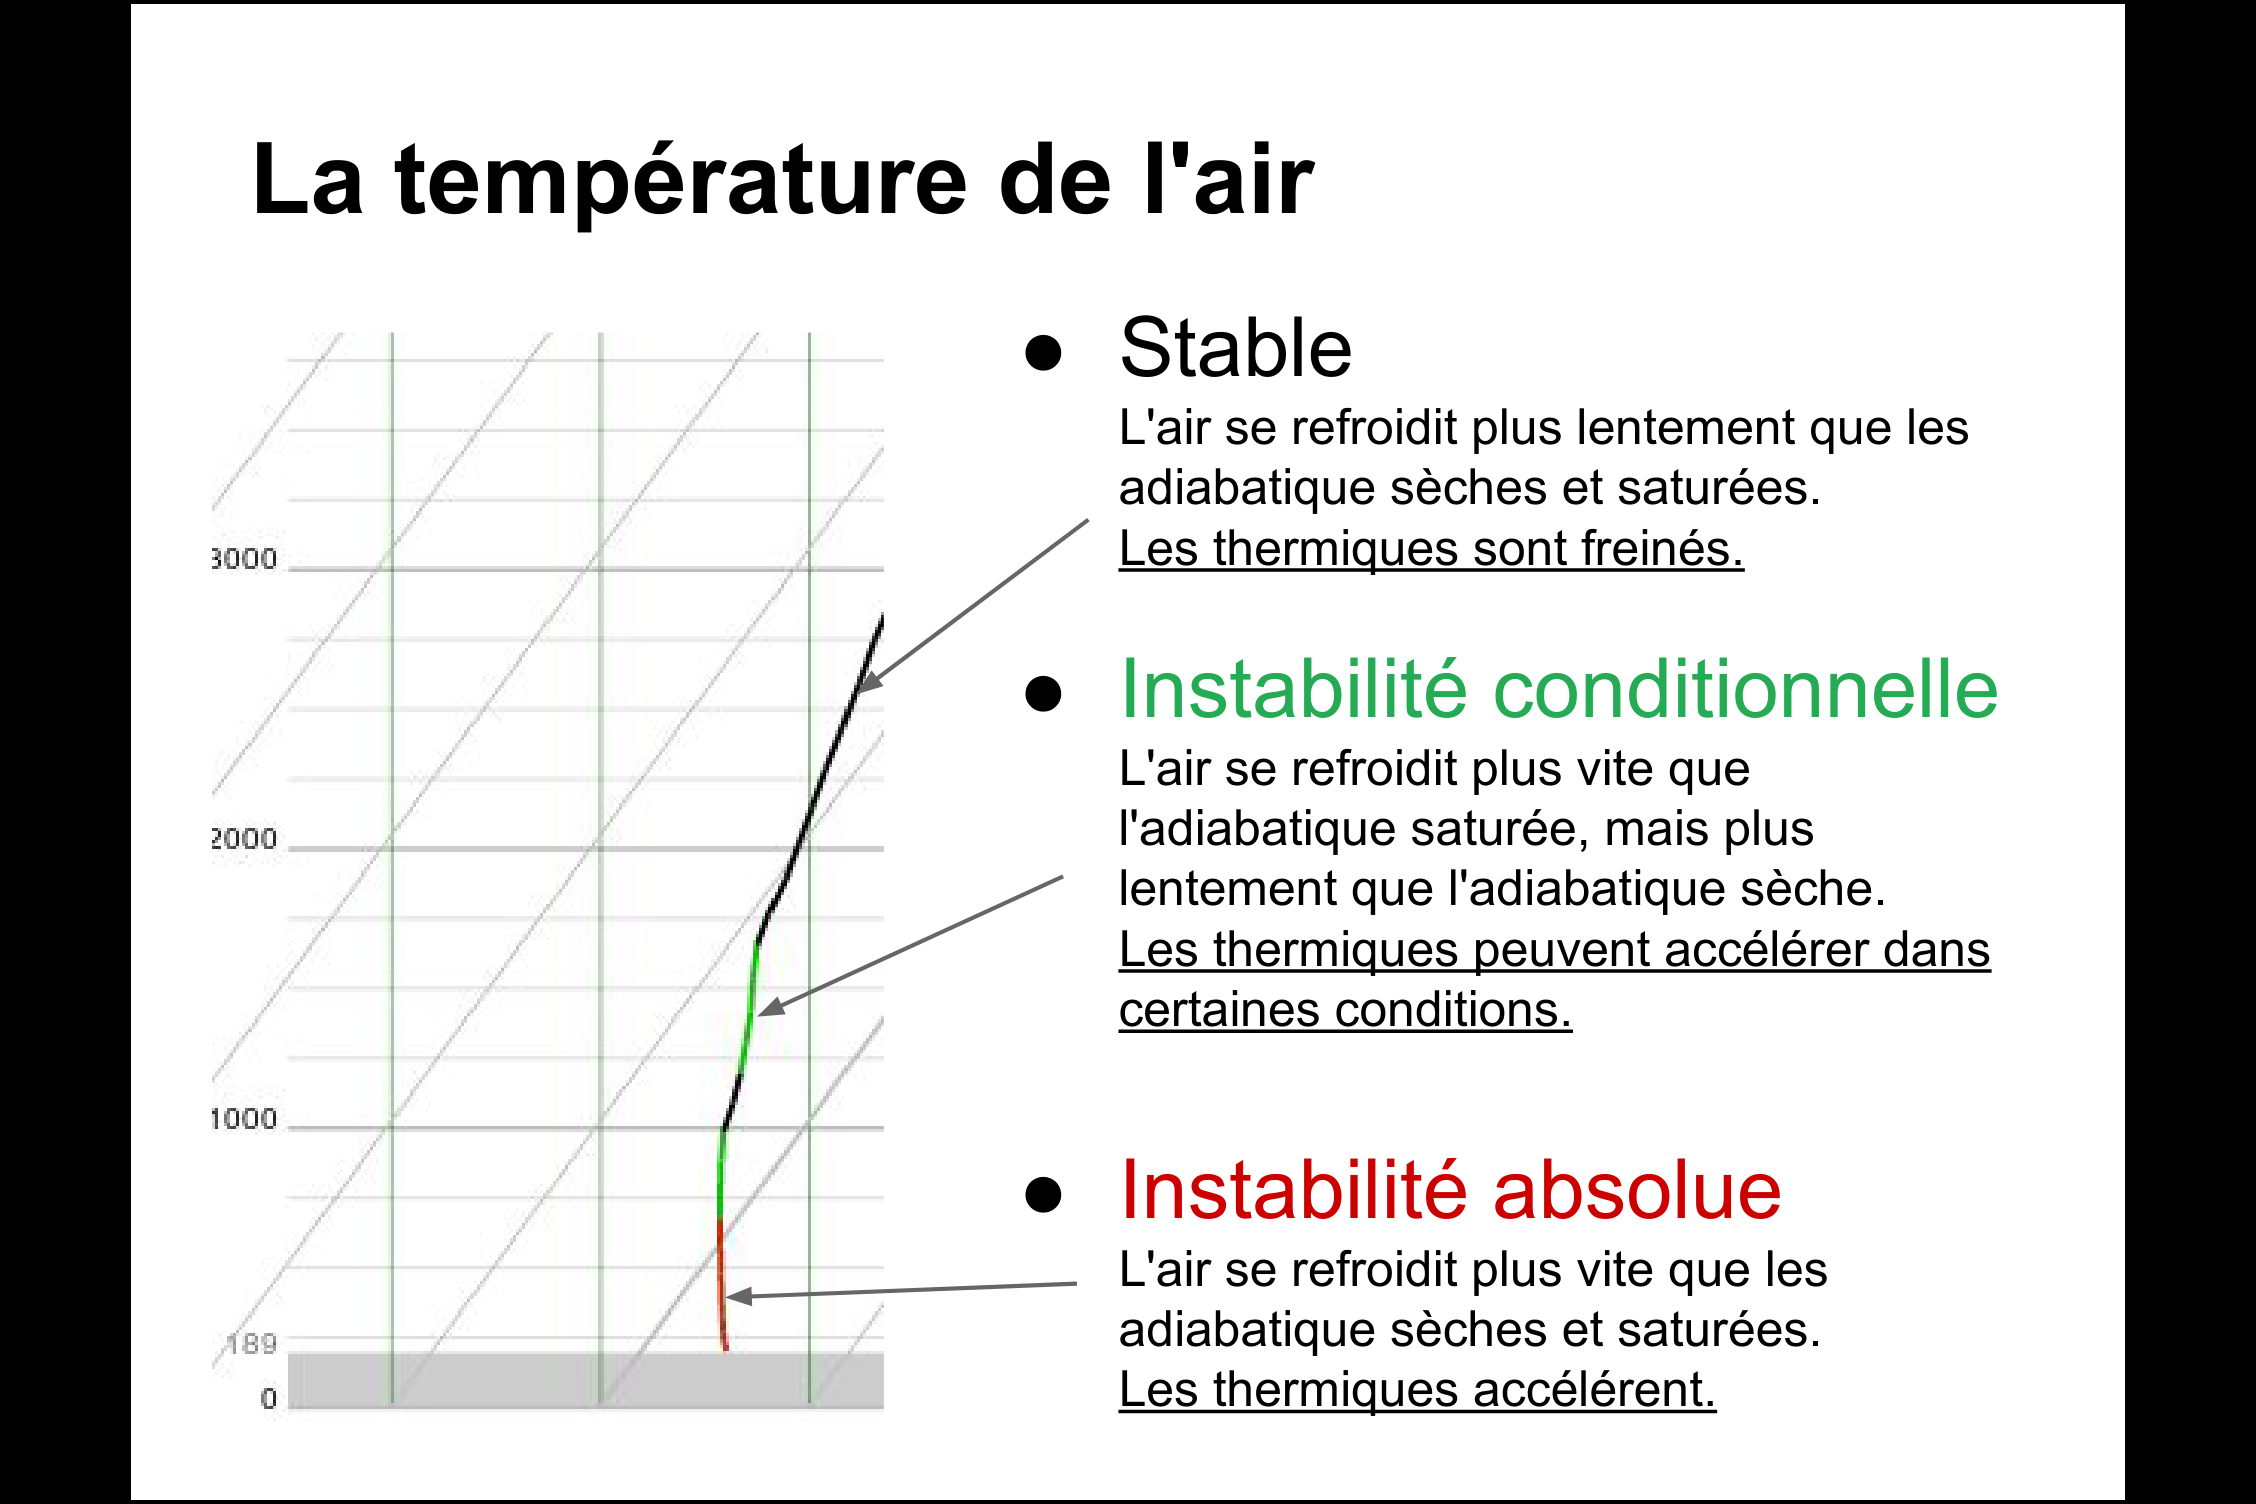 La température de l'air
● Stable
L'air se refroidit plus lentement que les
adiabatique sèches et saturées.
Les thermiques sont freinés.
● Instabilité conditionnelle
L'air se refroidit plus vite que
l'adiabatique saturée, mais plus
lentement que l'adiabatique sèche.
Les thermiques peuvent accélérer dans
certaines conditions.
● Instabilité absolue
L'air se refroidit plus vite que les
adiabatique sèches et saturées.
Les thermiques accélérent.
3000
2000
1000
189
0